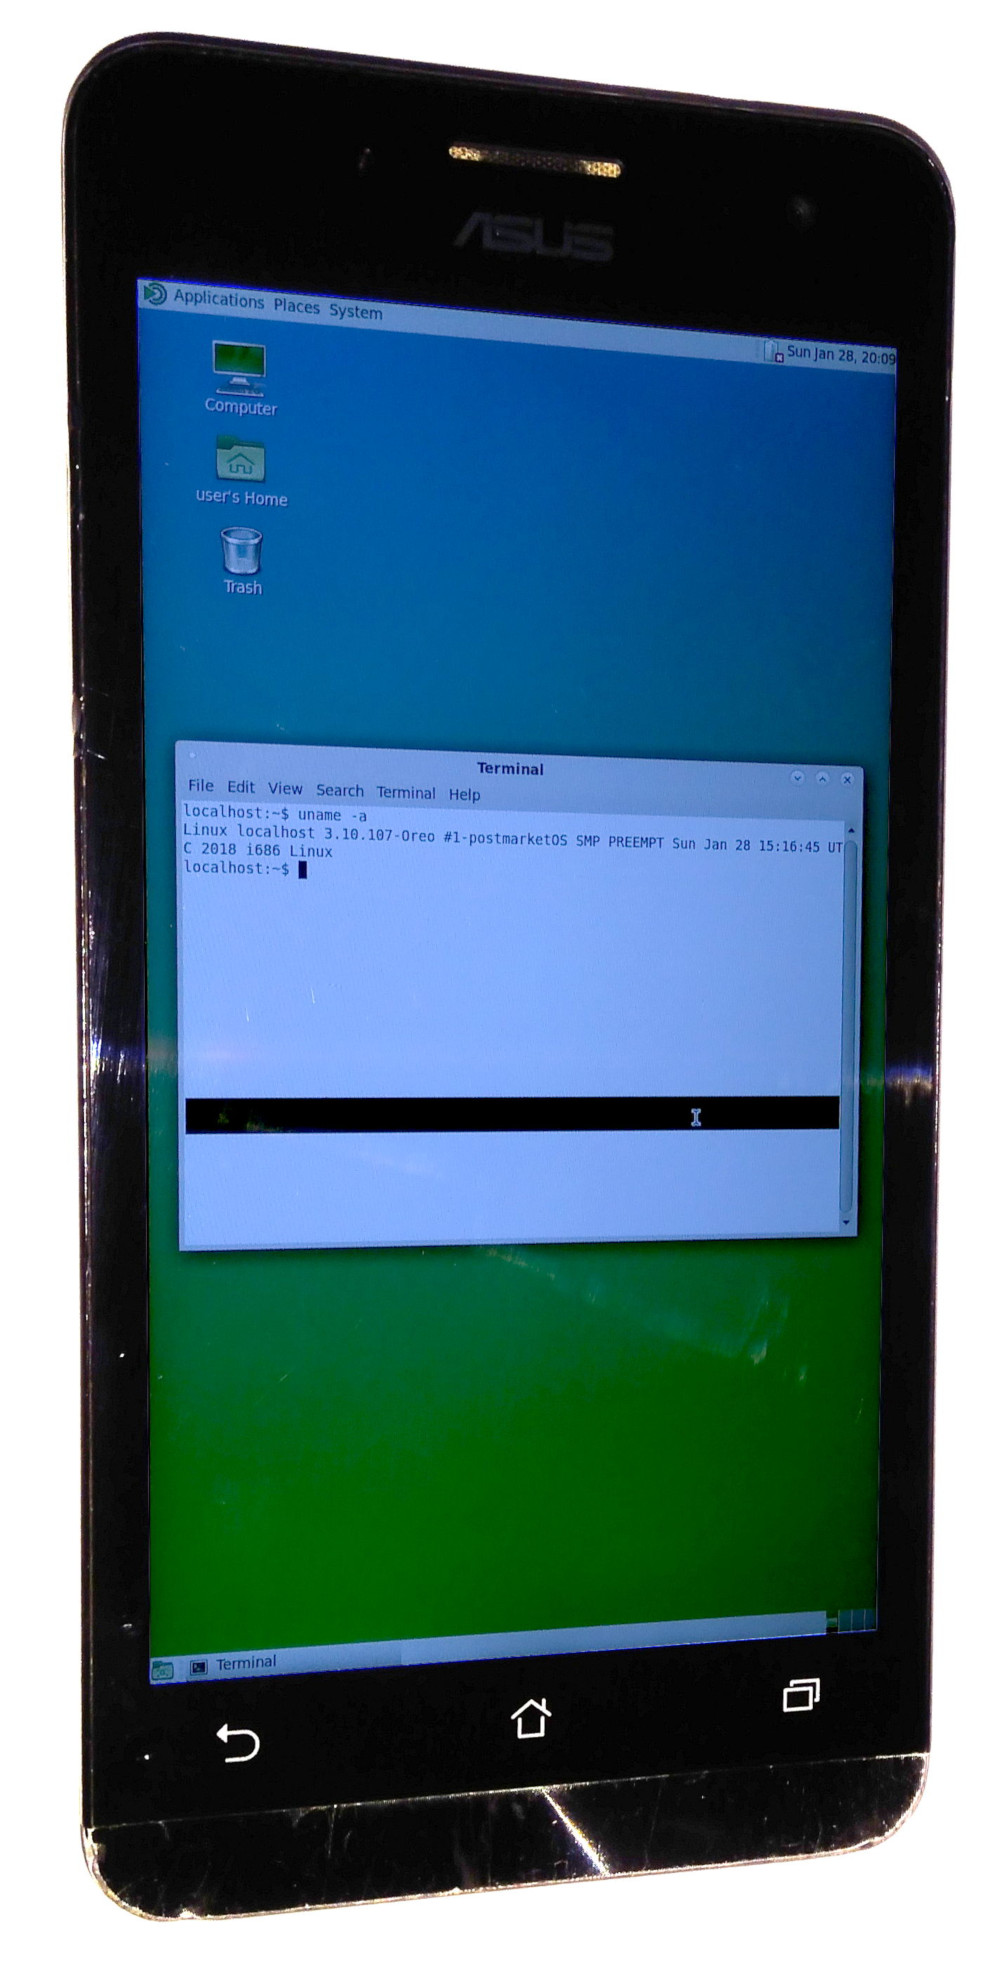 ASUS
Applications Places System
Sun Jan 28, 20:09
Computer
user's Home
Trash
Terminal
File Edit View Search Terminal Help
localhost:~$ uname -a
Linux localhost 3.10.107-Oreo #1-postmarketOS SMP PREEMPT Sun Jan 28 15:16:45 UT
C 2018 i686 Linux
localhost:~$
Terminal